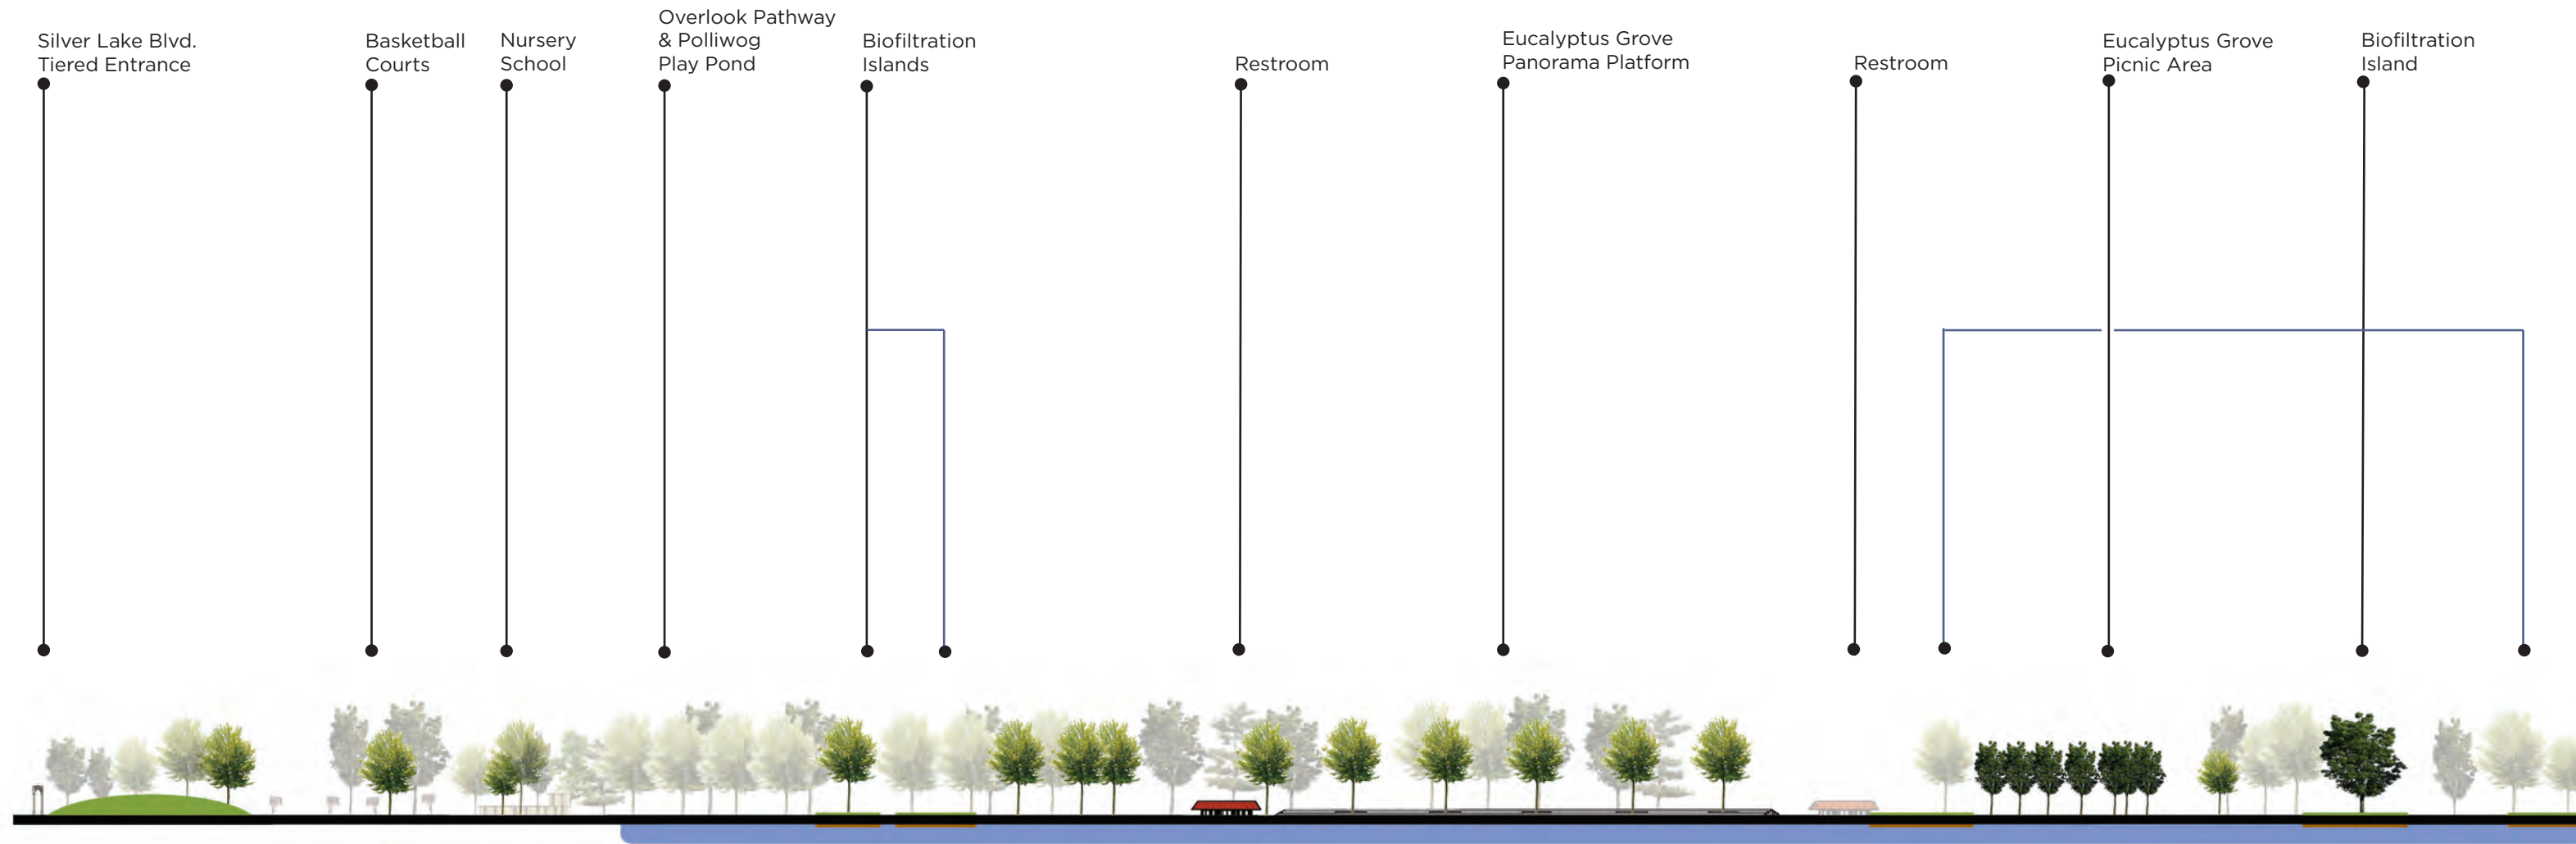 Silver Lake Blvd.
Tiered Entrance
Basketball
Courts
Nursery
School
Overlook Pathway
& Polliwog
Play Pond
Biofiltration
Islands
Restroom
Eucalyptus Grove
Panorama Platform
Restroom
Eucalyptus Grove
Picnic Area
Biofiltration
Island